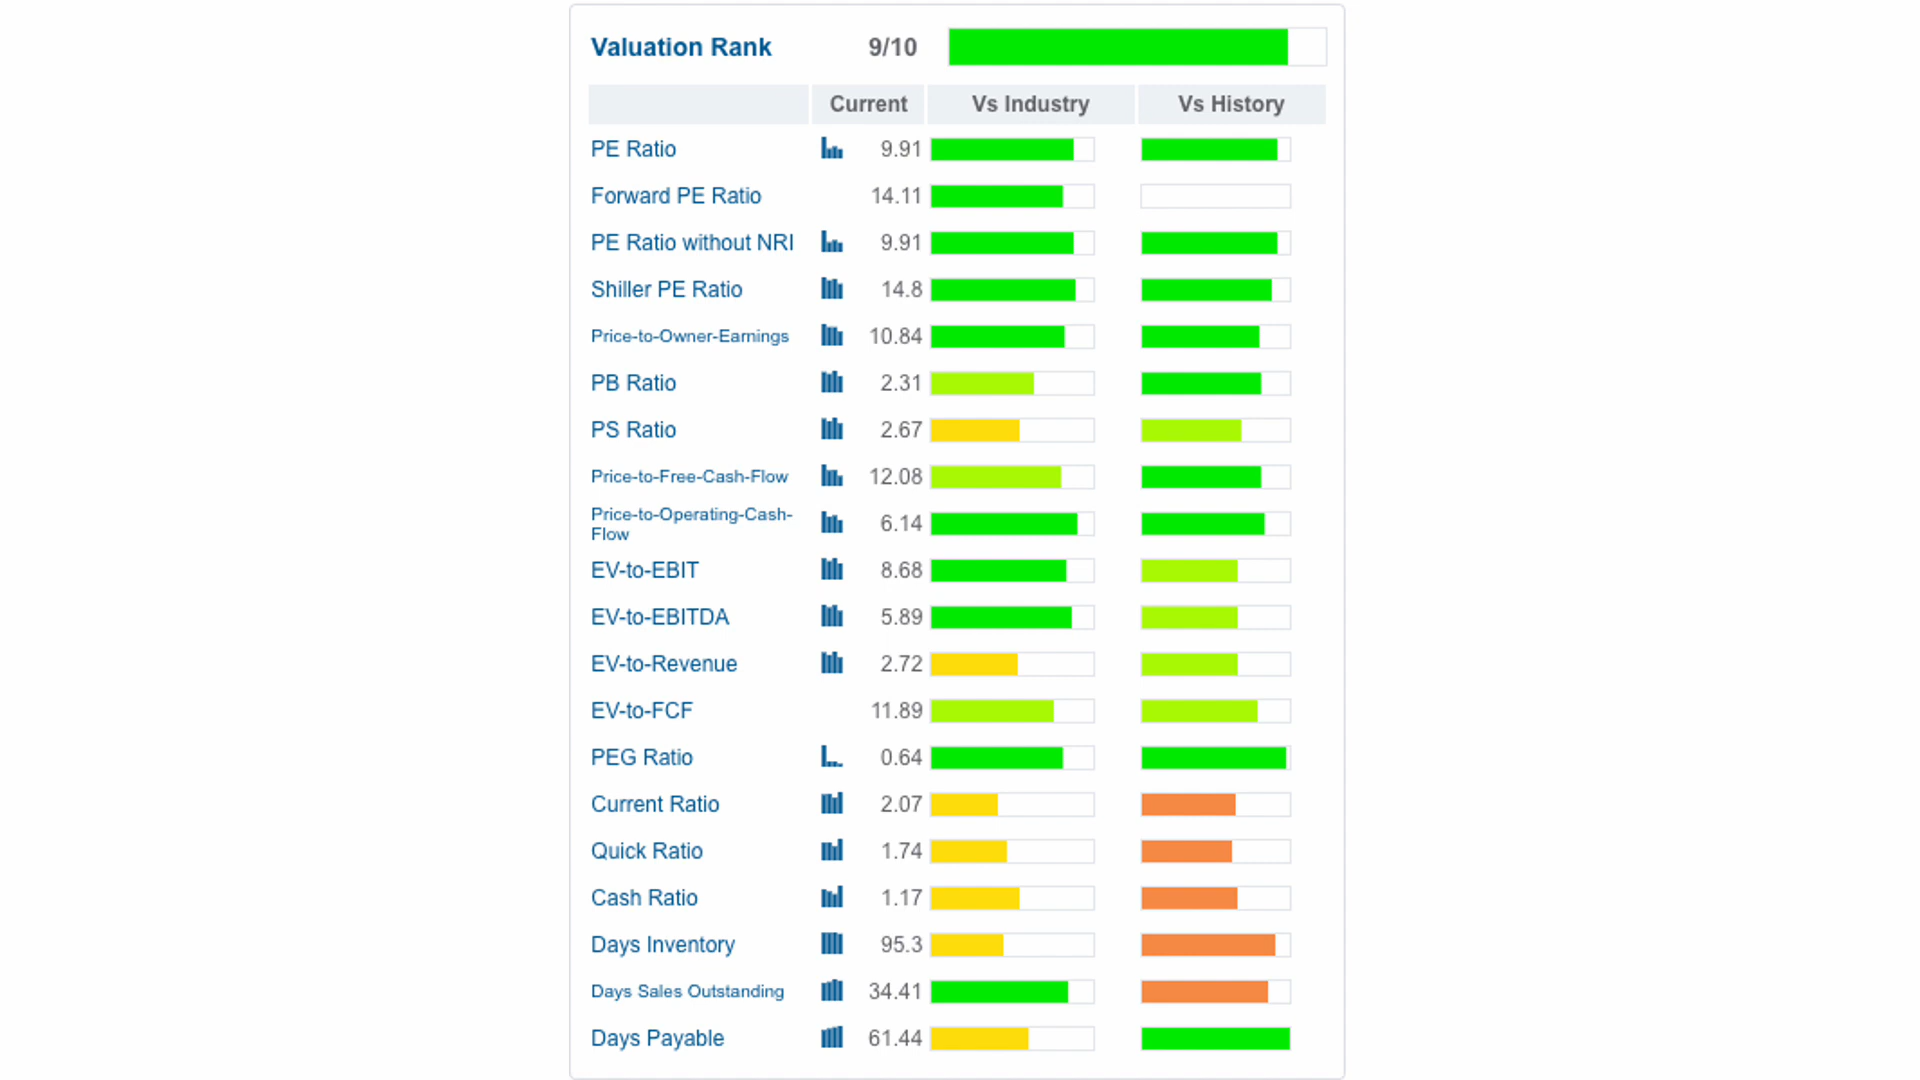 Valuation Rank 9/10
Current Vs Industry Vs History
PE Ratio 9.91
Forward PE Ratio 14.11
PE Ratio without NRI 9.91
Shiller PE Ratio 14.8
Price-to-Owner-Earnings 10.84
PB Ratio 2.31
PS Ratio 2.67
Price-to-Free-Cash-Flow 12.08
Price-to-Operating-Cash-
Flow 6.14
EV-to-EBIT 8.68
EV-to-EBITDA 5.89
EV-to-Revenue 2.72
EV-to-FCF 11.89
PEG Ratio 0.64
Current Ratio 2.07
Quick Ratio 1.74
Cash Ratio 1.17
Days Inventory 95.3
Days Sales Outstanding 34.41
Days Payable 61.44